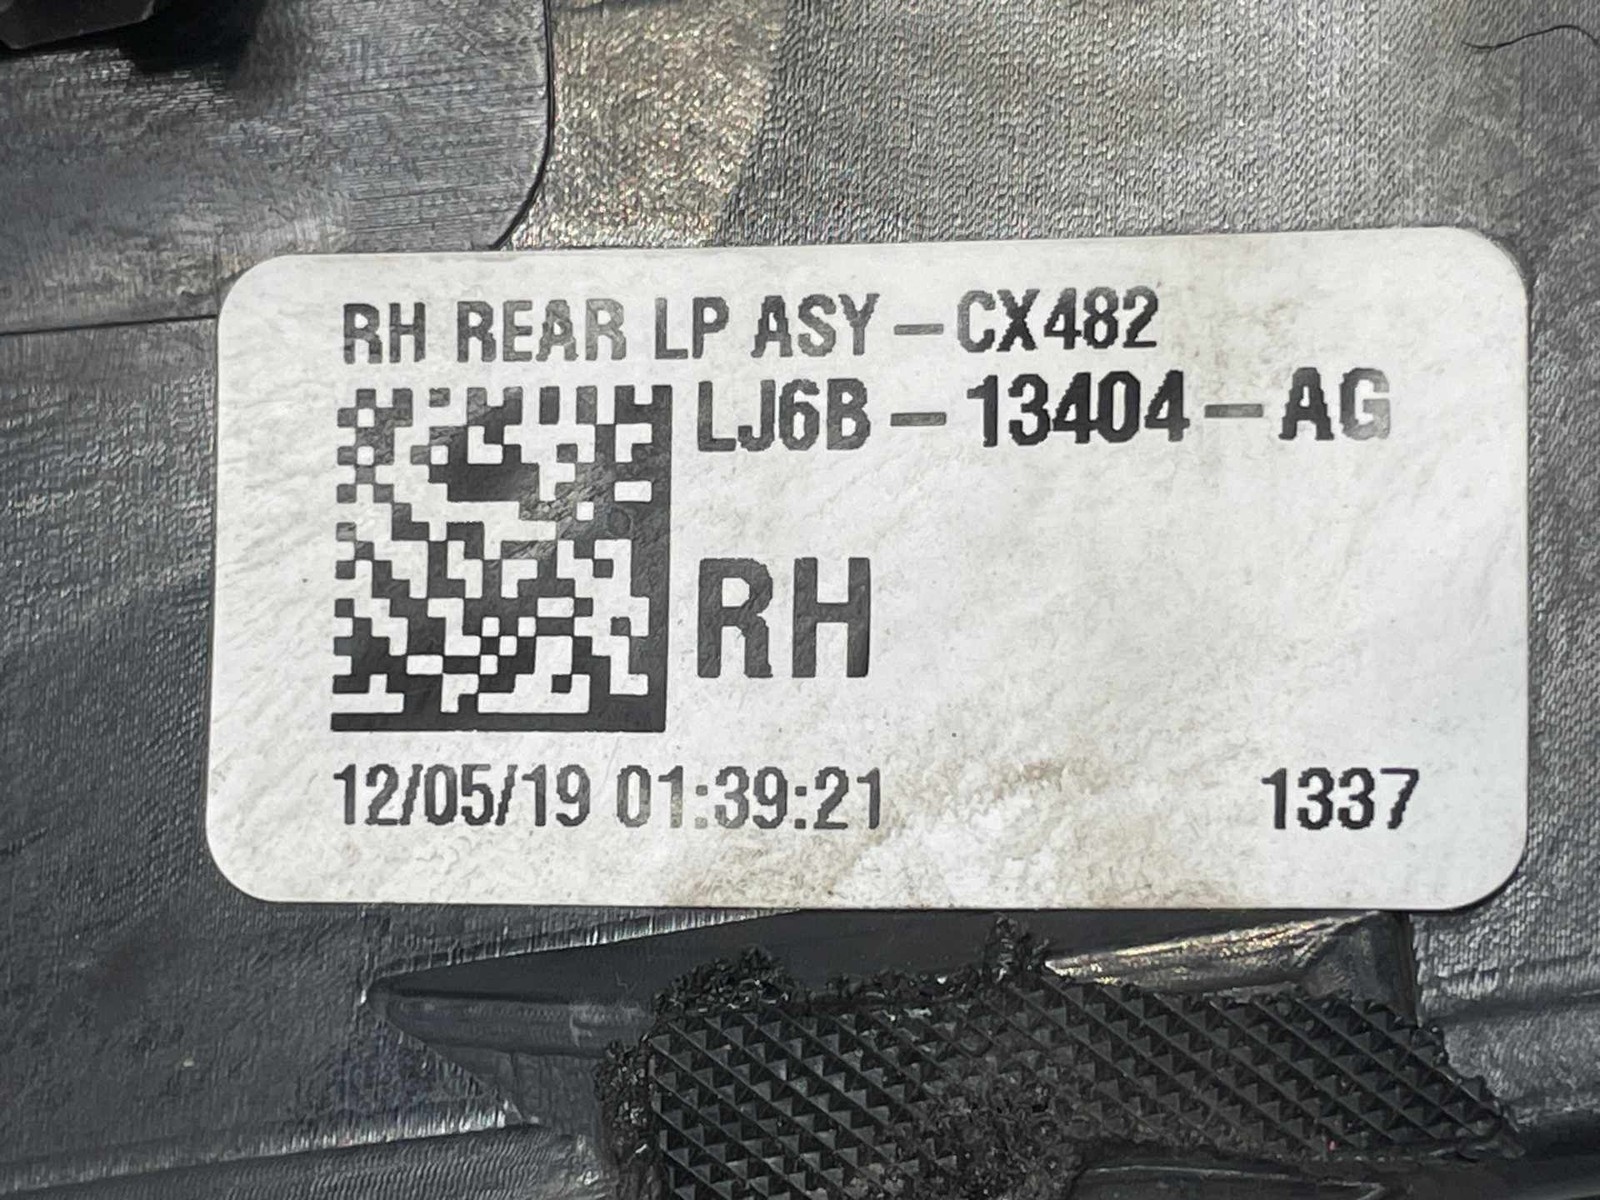 RH REAR LP ASY-CX482
LJ6B-13404-AG
RH
12/05/19 01:39:21 1337